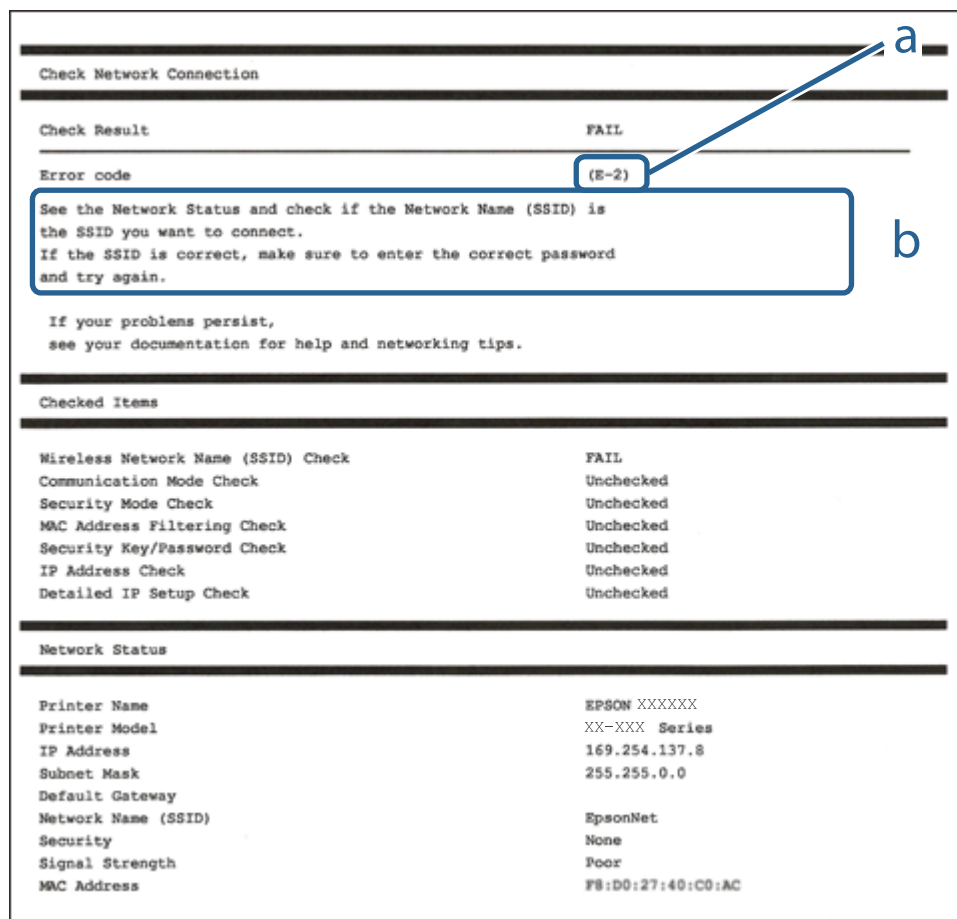 a
Check Network Connection
Check Result FAIL
Error code (E-2)
See the Network Status and check if the Network Name (SSID) is
the SSID you want to connect.
If the SSID is correct, make sure to enter the correct password
and try again.
b
If your problems persist,
see your documentation for help and networking tips.
Checked Items
Wireless Network Name (SSID) Check FAIL
Communication Mode Check Unchecked
Security Mode Check Unchecked
MAC Address Filtering Check Unchecked
Security Key/Password Check Unchecked
IP Address Check Unchecked
Detailed IP Setup Check Unchecked
Network Status
Printer Name EPSON XXXXXX
Printer Model XX-XXX Series
IP Address 169.254.137.8
Subnet Mask 255.255.0.0
Default Gateway
Network Name (SSID) EpsonNet
Security None
Signal Strength Poor
MAC Address F8:D0:27:40:C0:AC